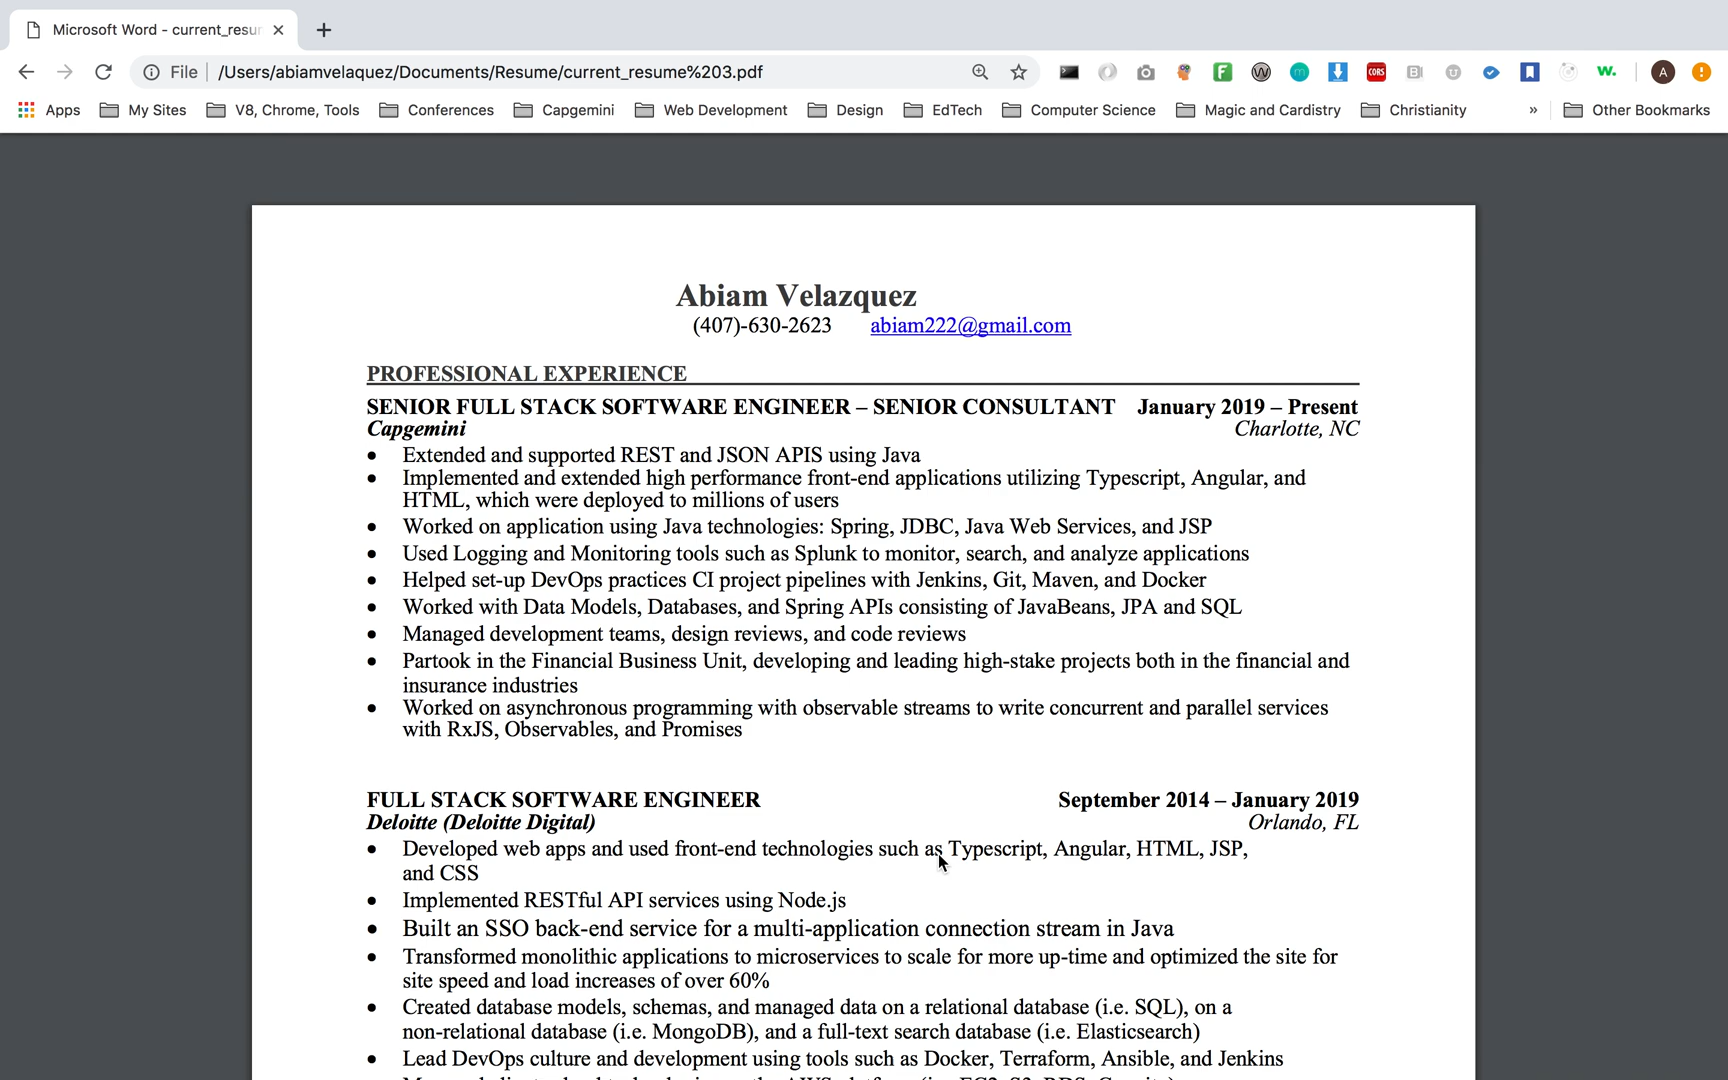 Microsoft Word - current_resur
File /Users/abiamvelaquez/Documents/Resume/current_resume%203.pdf
CORS
A
Apps My Sites V8, Chrome, Tools Conferences Capgemini Web Development Design EdTech Computer Science Magic and Cardistry Christianity » Other Bookmarks
Abiam Velazquez
(407)-630-2623 abiam222@gmail.com
PROFESSIONAL EXPERIENCE
SENIOR FULL STACK SOFTWARE ENGINEER – SENIOR CONSULTANT January 2019 – Present
Capgemini Charlotte, NC
• Extended and supported REST and JSON APIS using Java
• Implemented and extended high performance front-end applications utilizing Typescript, Angular, and
HTML, which were deployed to millions of users
• Worked on application using Java technologies: Spring, JDBC, Java Web Services, and JSP
• Used Logging and Monitoring tools such as Splunk to monitor, search, and analyze applications
• Helped set-up DevOps practices CI project pipelines with Jenkins, Git, Maven, and Docker
• Worked with Data Models, Databases, and Spring APIs consisting of JavaBeans, JPA and SQL
• Managed development teams, design reviews, and code reviews
• Partook in the Financial Business Unit, developing and leading high-stake projects both in the financial and
insurance industries
• Worked on asynchronous programming with observable streams to write concurrent and parallel services
with RxJS, Observables, and Promises
FULL STACK SOFTWARE ENGINEER September 2014 – January 2019
Deloitte (Deloitte Digital) Orlando, FL
• Developed web apps and used front-end technologies such as Typescript, Angular, HTML, JSP,
and CSS
• Implemented RESTful API services using Node.js
• Built an SSO back-end service for a multi-application connection stream in Java
• Transformed monolithic applications to microservices to scale for more up-time and optimized the site for
site speed and load increases of over 60%
• Created database models, schemas, and managed data on a relational database (i.e. SQL), on a
non-relational database (i.e. MongoDB), and a full-text search database (i.e. Elasticsearch)
• Lead DevOps culture and development using tools such as Docker, Terraform, Ansible, and Jenkins